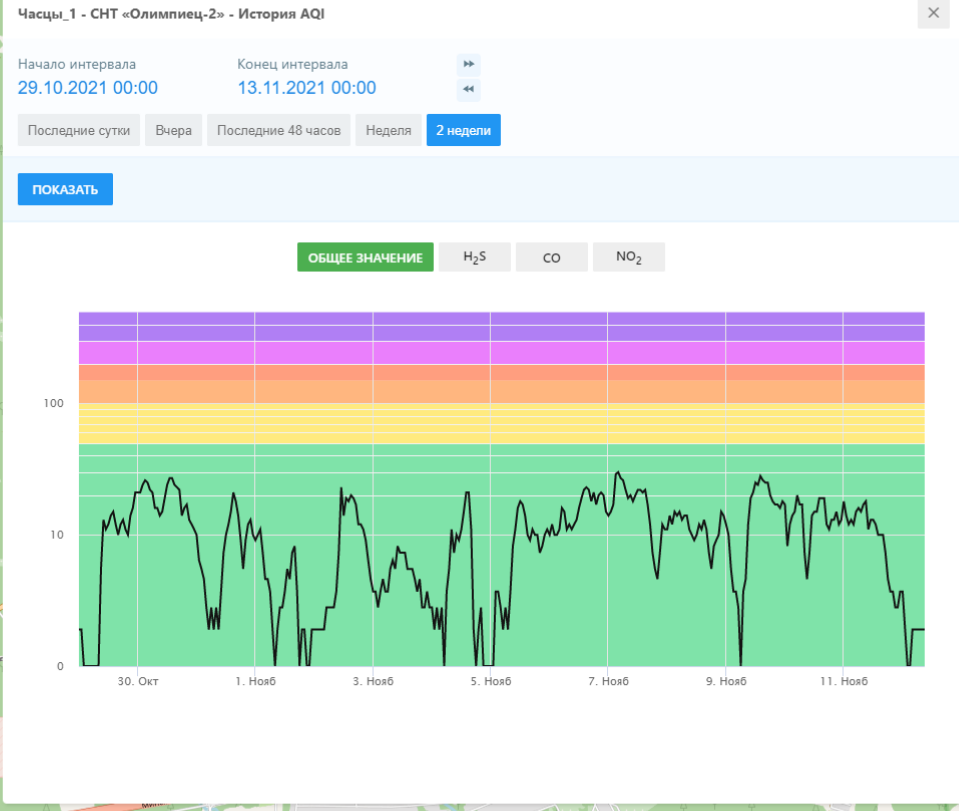 Часцы_1 - СНТ «Олимпиец-2» - История AQI
Начало интервала
Конец интервала
29.10.2021 00:00
13.11.2021 00:00
Последние сутки
Вчера
Последние 48 часов
Неделя
2 недели
ПОКАЗАТЬ
ОБЩЕЕ ЗНАЧЕНИЕ
H₂S
CO
NO₂
100
10
0
30. Окт
1. Нояб
3. Нояб
5. Нояб
7. Нояб
9. Нояб
11. Нояб